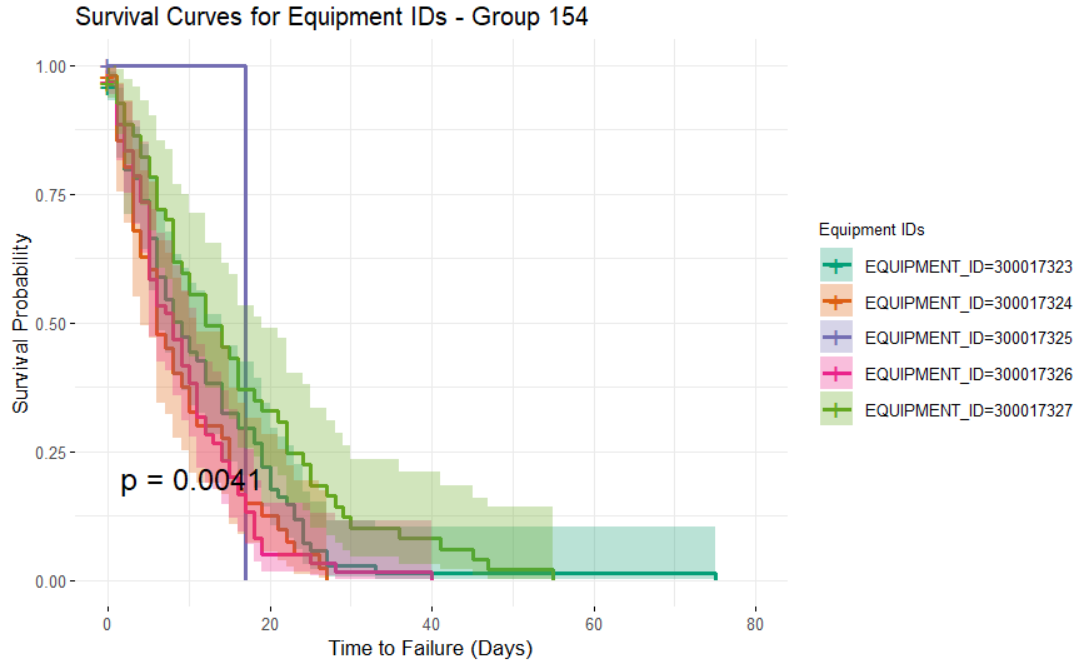 Survival Curves for Equipment IDs - Group 154
1.00
0.75
0.50
0.25
0.00
Survival Probability
p = 0.0041
0
20
40
60
80
Time to Failure (Days)
Equipment IDs
EQUIPMENT_ID=300017323
EQUIPMENT_ID=300017324
EQUIPMENT_ID=300017325
EQUIPMENT_ID=300017326
EQUIPMENT_ID=300017327